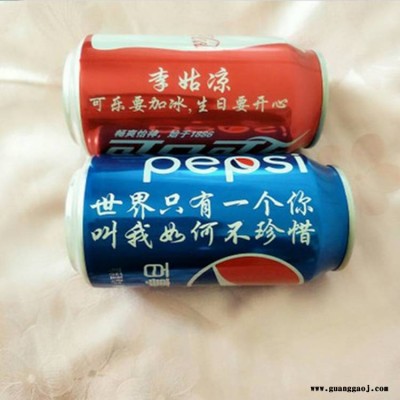 李姑凉
可乐要加冰,生日要开心
畅爽怡神,始于1886
pepsi
世界只有一个你
叫我如何不珍惜
www.guanggaoj.com